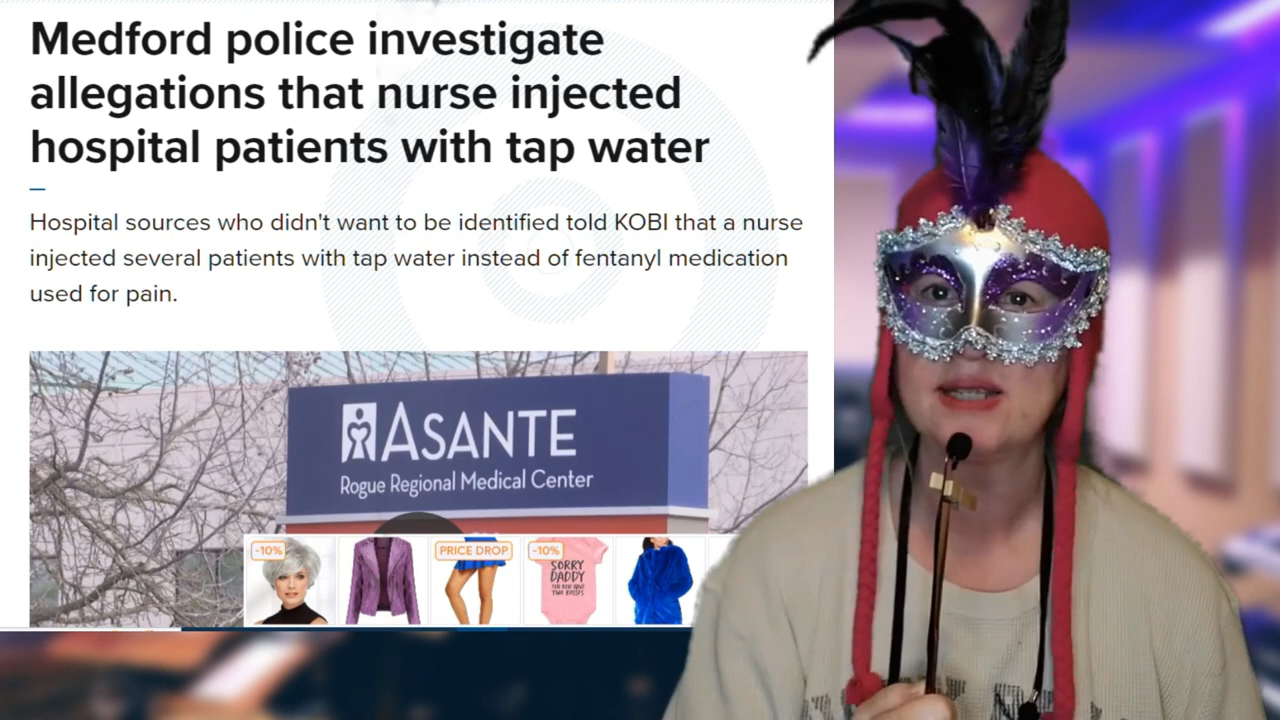 Medford police investigate
allegations that nurse injected
hospital patients with tap water
Hospital sources who didn't want to be identified told KOBI that a nurse
injected several patients with tap water instead of fentanyl medication
used for pain.
ASANTE
Rogue Regional Medical Center
-10%
PRICE DROP
-10%
SORRY
DADDY